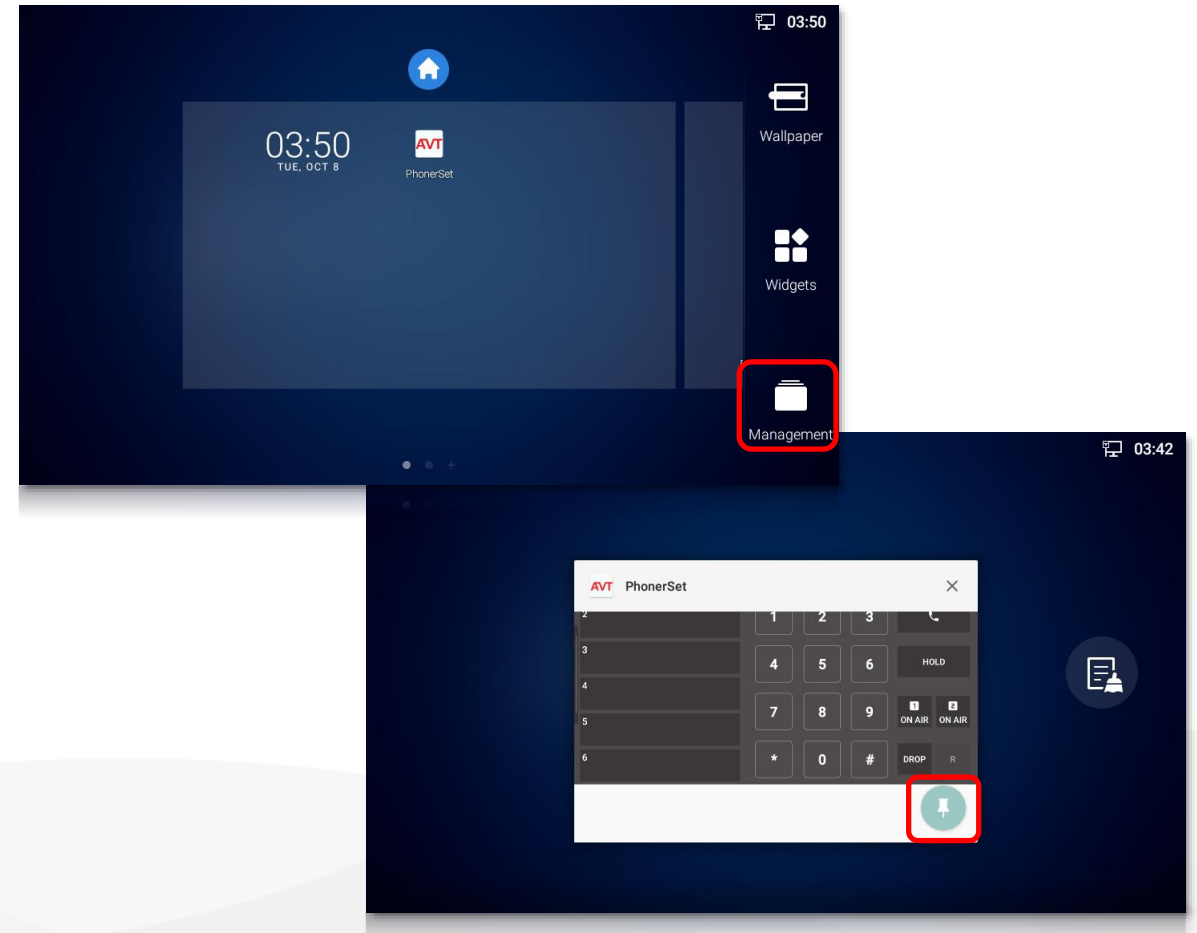 03:50
03:50
TUE, OCT 8
AVT
PhonerSet
Wallpaper
Widgets
Management
03:42
AVT PhonerSet
2
1 2 3
3
4 5 6 HOLD
4
7 8 9 1 ON AIR 2 ON AIR
5
6
* 0 # DROP R